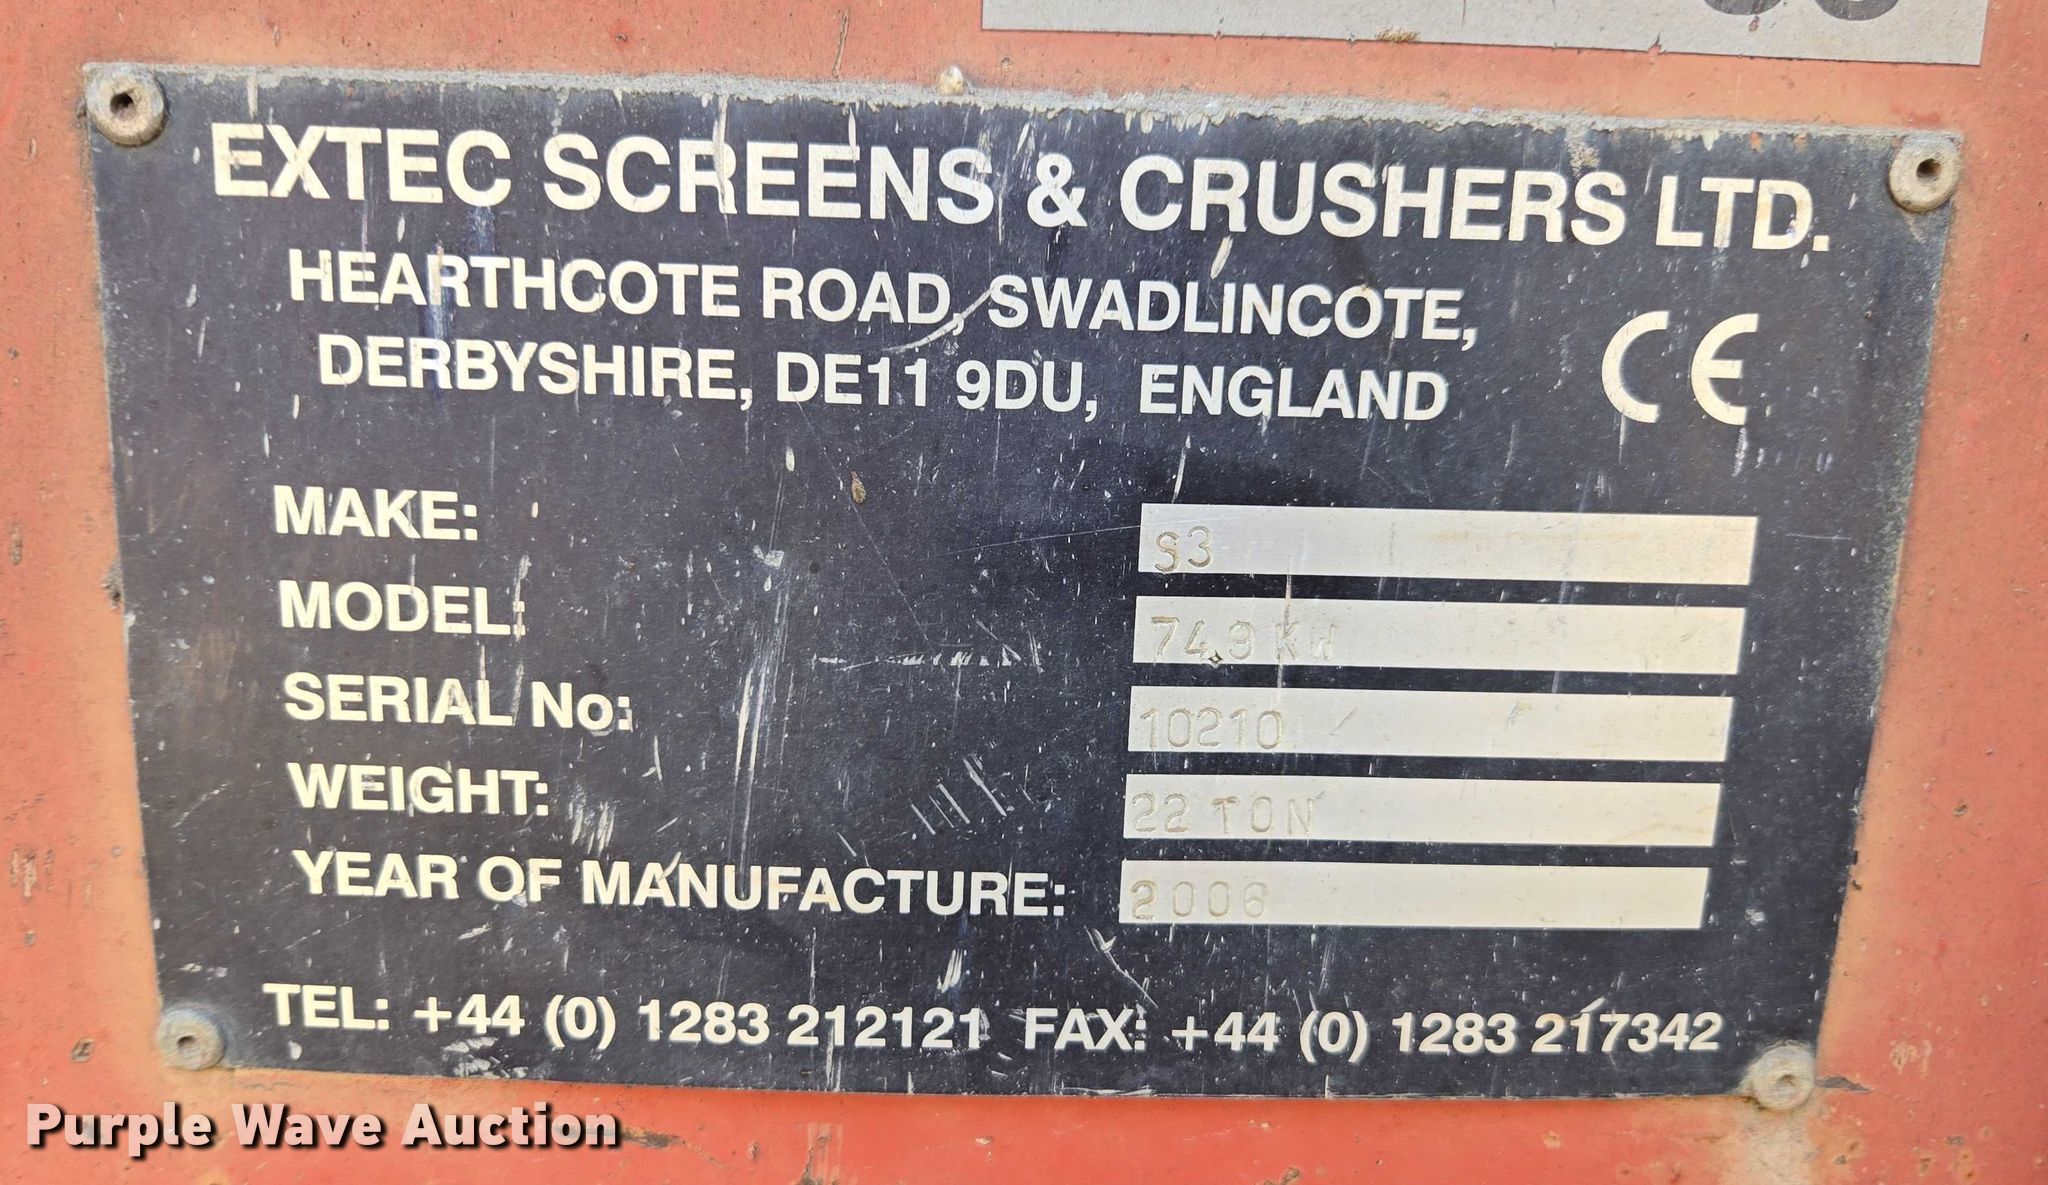 EXTEC SCREENS & CRUSHERS LTD.
HEARTHCOTE ROAD, SWADLINCOTE,
DERBYSHIRE, DE11 9DU, ENGLAND
CE
MAKE: S3
MODEL: 74.9KW
SERIAL No: 10210
WEIGHT: 22 TON
YEAR OF MANUFACTURE: 2006
TEL: +44 (0) 1283 212121 FAX: +44 (0) 1283 217342
Purple Wave Auction